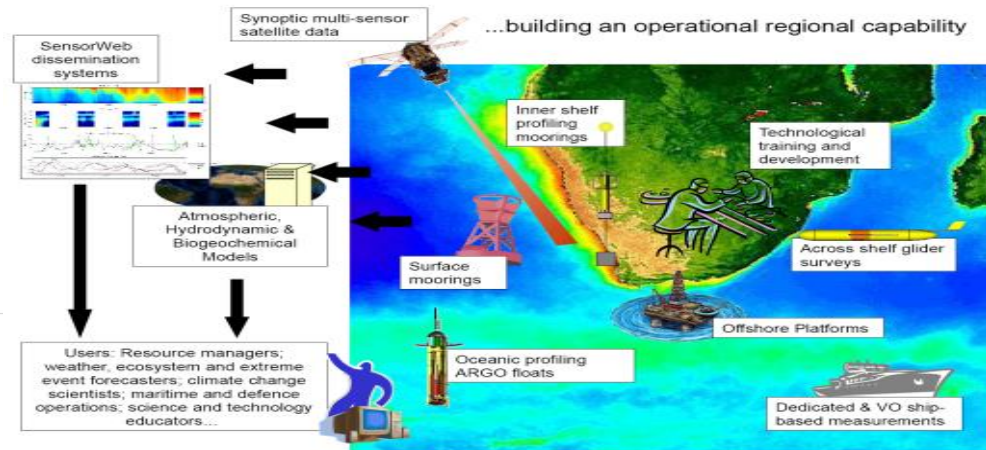 Synoptic multi-sensor
satellite data
...building an operational regional capability
SensorWeb
dissemination
systems
Inner shelf
profiling
moorings
Technological
training and
development
Atmospheric,
Hydrodynamic &
Biogeochemical
Models
Surface
moorings
Across shelf glider
surveys
Offshore Platforms
Users: Resource managers;
weather, ecosystem and extreme
event forecasters; climate change
scientists; maritime and defence
operations; science and technology
educators...
Oceanic profiling
ARGO floats
Dedicated & VO ship-
based measurements